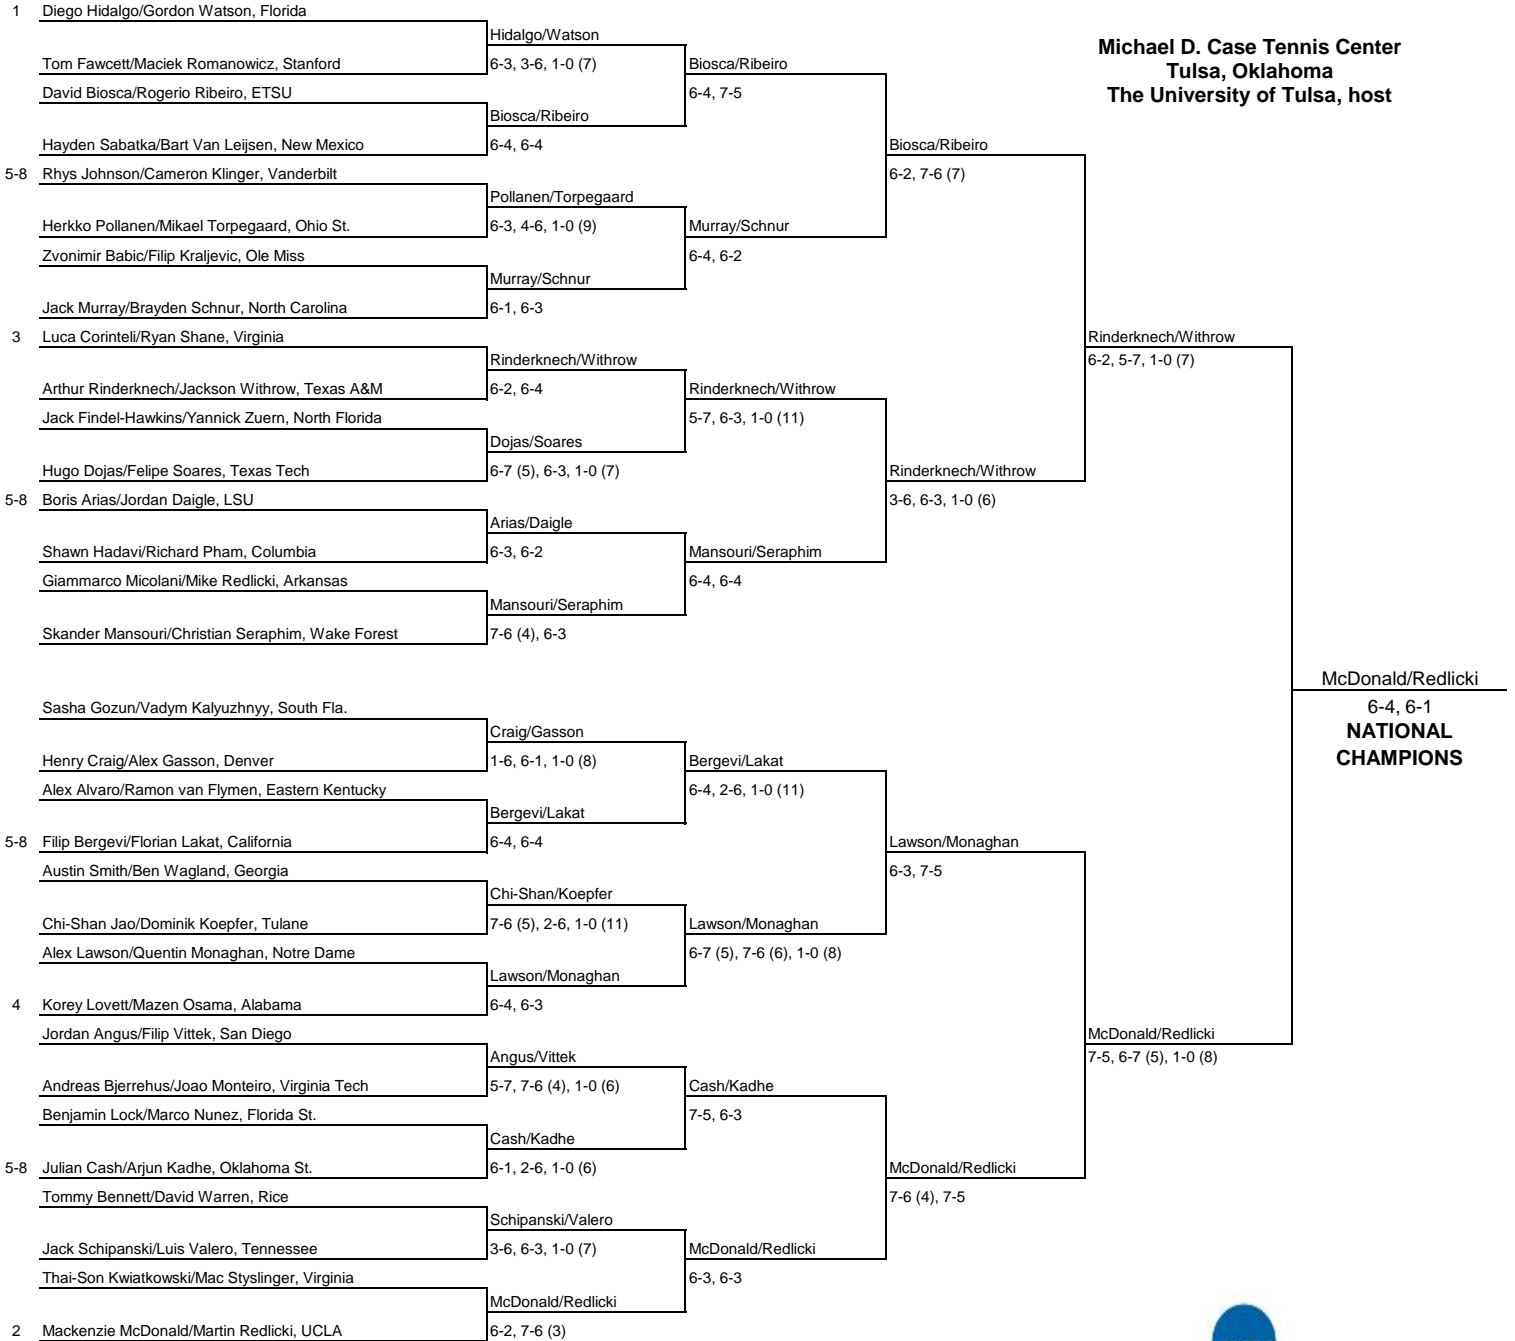 1 Diego Hidalgo/Gordon Watson, Florida
Hidalgo/Watson
Michael D. Case Tennis Center
Tom Fawcett/Maciek Romanowicz, Stanford 6-3, 3-6, 1-0 (7) Biosca/Ribeiro
Tulsa, Oklahoma
David Biosca/Rogerio Ribeiro, ETSU 6-4, 7-5
The University of Tulsa, host
Biosca/Ribeiro
Hayden Sabatka/Bart Van Leijsen, New Mexico 6-4, 6-4 Biosca/Ribeiro
5-8 Rhys Johnson/Cameron Klinger, Vanderbilt 6-2, 7-6 (7)
Pollanen/Torpegaard
Herkko Pollanen/Mikael Torpegaard, Ohio St. 6-3, 4-6, 1-0 (9) Murray/Schnur
Zvonimir Babic/Filip Kraljevic, Ole Miss 6-4, 6-2
Murray/Schnur
Jack Murray/Brayden Schnur, North Carolina 6-1, 6-3
3 Luca Corinteli/Ryan Shane, Virginia Rinderknech/Withrow
Rinderknech/Withrow 6-2, 5-7, 1-0 (7)
Arthur Rinderknech/Jackson Withrow, Texas A&M 6-2, 6-4 Rinderknech/Withrow
Jack Findel-Hawkins/Yannick Zuern, North Florida 5-7, 6-3, 1-0 (11)
Dojas/Soares
Hugo Dojas/Felipe Soares, Texas Tech 6-7 (5), 6-3, 1-0 (7) Rinderknech/Withrow
5-8 Boris Arias/Jordan Daigle, LSU 3-6, 6-3, 1-0 (6)
Arias/Daigle
Shawn Hadavi/Richard Pham, Columbia 6-3, 6-2 Mansouri/Seraphim
Giammarco Micolani/Mike Redlicki, Arkansas 6-4, 6-4
Mansouri/Seraphim
Skander Mansouri/Christian Seraphim, Wake Forest 7-6 (4), 6-3
McDonald/Redlicki
Sasha Gozun/Vadym Kalyuzhnyy, South Fla. 6-4, 6-1
Craig/Gasson NATIONAL
Henry Craig/Alex Gasson, Denver 1-6, 6-1, 1-0 (8) Bergevi/Lakat CHAMPIONS
Alex Alvaro/Ramon van Flymen, Eastern Kentucky 6-4, 2-6, 1-0 (11)
Bergevi/Lakat
5-8 Filip Bergevi/Florian Lakat, California 6-4, 6-4 Lawson/Monaghan
Austin Smith/Ben Wagland, Georgia 6-3, 7-5
Chi-Shan/Koepfer
Chi-Shan Jao/Dominik Koepfer, Tulane 7-6 (5), 2-6, 1-0 (11) Lawson/Monaghan
Alex Lawson/Quentin Monaghan, Notre Dame 6-7 (5), 7-6 (6), 1-0 (8)
Lawson/Monaghan
4 Korey Lovett/Mazen Osama, Alabama 6-4, 6-3
Jordan Angus/Filip Vittek, San Diego McDonald/Redlicki
Angus/Vittek 7-5, 6-7 (5), 1-0 (8)
Andreas Bjerrehus/Joao Monteiro, Virginia Tech 5-7, 7-6 (4), 1-0 (6) Cash/Kadhe
Benjamin Lock/Marco Nunez, Florida St. 7-5, 6-3
Cash/Kadhe
5-8 Julian Cash/Arjun Kadhe, Oklahoma St. 6-1, 2-6, 1-0 (6) McDonald/Redlicki
Tommy Bennett/David Warren, Rice 7-6 (4), 7-5
Schipanski/Valero
Jack Schipanski/Luis Valero, Tennessee 3-6, 6-3, 1-0 (7) McDonald/Redlicki
Thai-Son Kwiatkowski/Mac Styslinger, Virginia 6-3, 6-3
McDonald/Redlicki
2 Mackenzie McDonald/Martin Redlicki, UCLA 6-2, 7-6 (3)